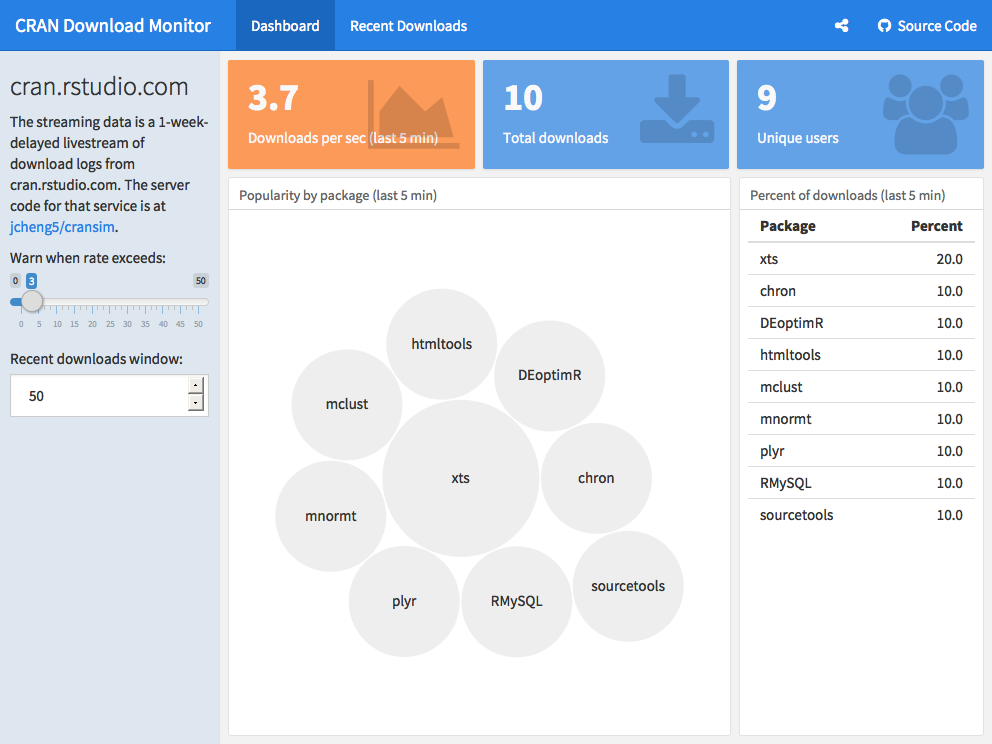 CRAN Download Monitor Dashboard Recent Downloads Source Code
cran.rstudio.com
The streaming data is a 1-week-
delayed livestream of
download logs from
cran.rstudio.com. The server
code for that service is at
jcheng5/cransim.
Warn when rate exceeds:
0 3 50
0 5 10 15 20 25 30 35 40 45 50
Recent downloads window:
50
3.7
Downloads per sec (last 5 min)
10
Total downloads
9
Unique users
Popularity by package (last 5 min)
htmltools
DEoptimR
mclust
xts
chron
mnormt
plyr
RMySQL
sourcetools
Percent of downloads (last 5 min)
Package Percent
xts 20.0
chron 10.0
DEoptimR 10.0
htmltools 10.0
mclust 10.0
mnormt 10.0
plyr 10.0
RMySQL 10.0
sourcetools 10.0